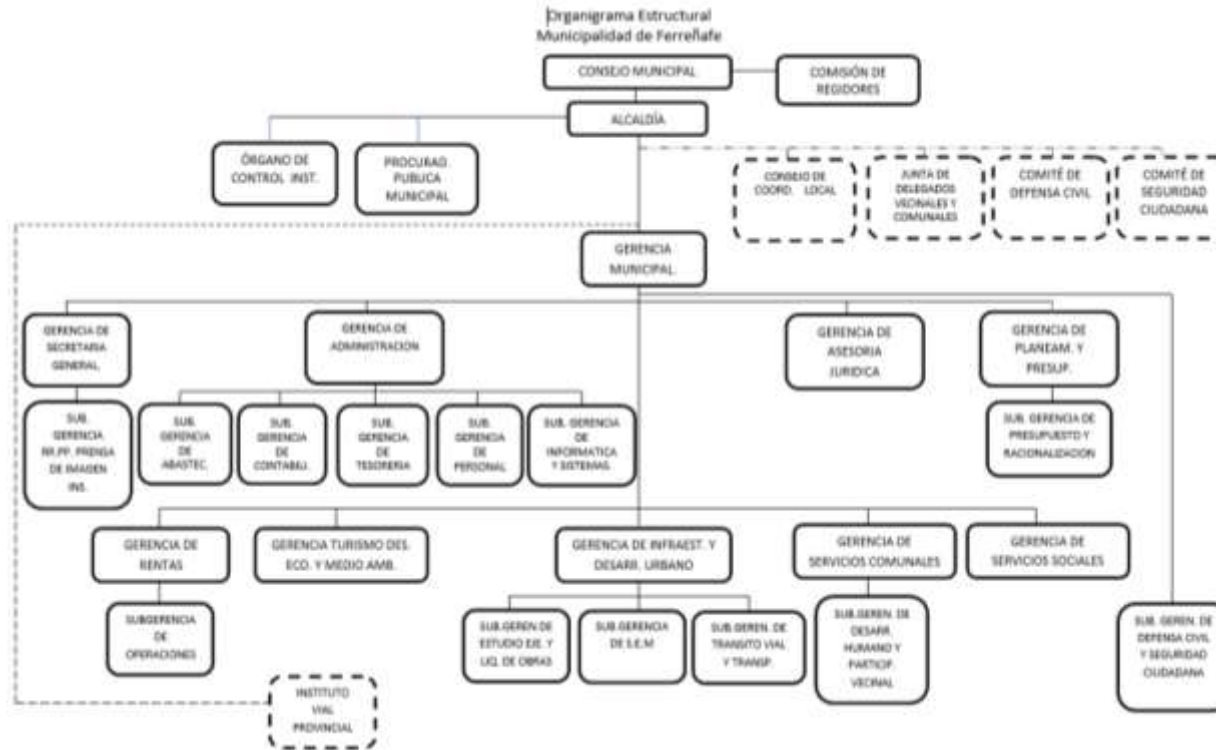 Organigrama Estructural
Municipalidad de Ferreñafe
CONSEJO MUNICIPAL
COMISIÓN DE
REGIDORES
ALCALDÍA
ÓRGANO DE
CONTROL INST.
PROCURAD.
PUBLICA
MUNICIPAL
CONSEJO DE
COORD. LOCAL
JUNTA DE
DELEGADOS
VECINALES Y
COMUNALES
COMITÉ DE
DEFENSA CIVIL
COMITÉ DE
SEGURIDAD
CIUDADANA
GERENCIA
MUNICIPAL.
GERENCIA DE
SECRETARIA
GENERAL.
GERENCIA DE
ADMINISTRACION
GERENCIA DE
ASESORIA
JURIDICA
GERENCIA DE
PLANEAM. Y
PRESUP.
SUB.
GERENCIA
RR.PP. PRENSA
DE IMAGEN
INS.
SUB.
GERENCIA
DE
ABASTEC.
SUB.
GERENCIA
DE
CONTABILI.
SUB.
GERENCIA
DE
TESORERIA
SUB.
GERENCIA
DE
PERSONAL
SUB. GERENCIA
DE
INFORMATICA
Y SISTEMAS.
SUB. GERENCIA DE
PRESUPUESTO Y
RACIONALIZACIÓN
GERENCIA DE
RENTAS
GERENCIA TURISMO DES.
ECO. Y MEDIO AMB.
GERENCIA DE INFRAEST. Y
DESARR. URBANO
GERENCIA DE
SERVICIOS COMUNALES
GERENCIA DE
SERVICIOS SOCIALES
SUBGERENCIA
DE
OPERACIONES
SUB.GEREN DE
ESTUDIO EJE. Y
LIQ. DE OBRAS
SUB.GERENCIA
DE S.E.M
SUB.GEREN. DE
TRANSITO VIAL
Y TRANSP.
SUB.GEREN. DE
DESARR.
HUMANO Y
PARTICIP.
VECINAL
SUB. GEREN. DE
DEFENSA CIVIL
Y SEGURIDAD
CIUDADANA
INSTITUTO
VIAL
PROVINCIAL